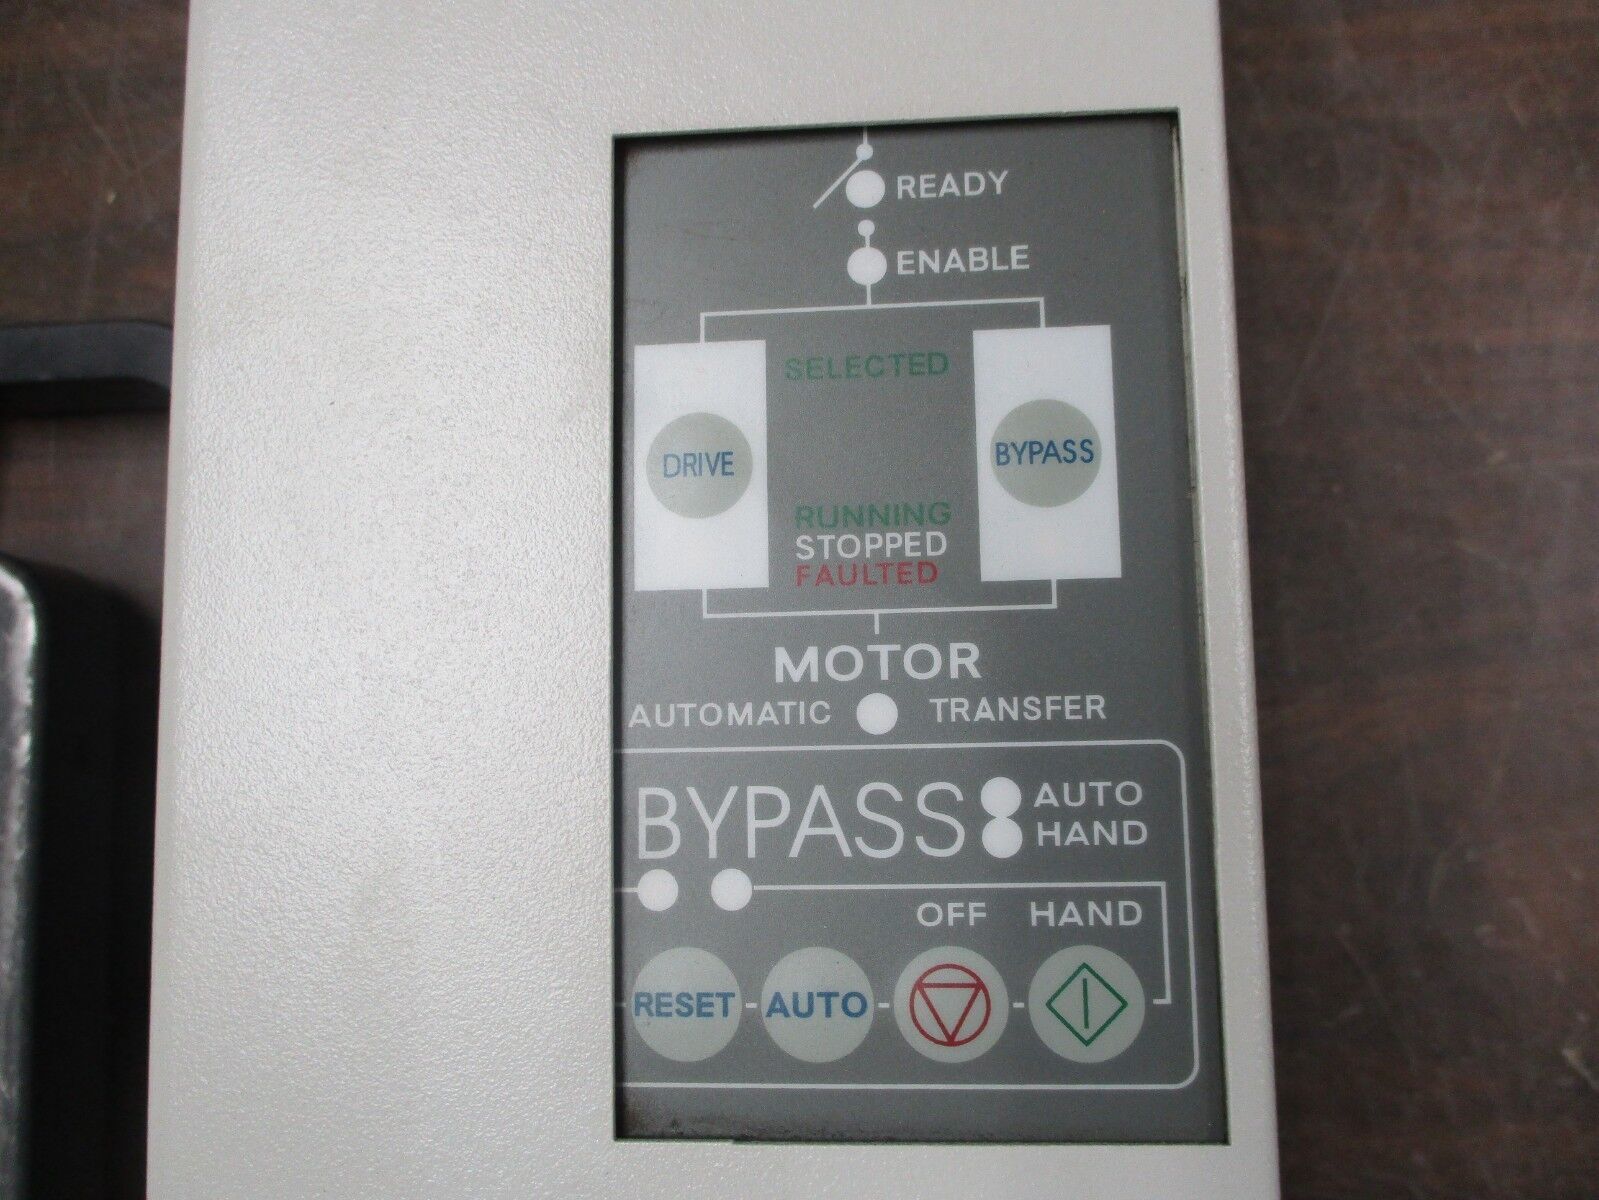 READY
ENABLE
SELECTED
DRIVE
BYPASS
RUNNING
STOPPED
FAULTED
MOTOR
AUTOMATIC TRANSFER
BYPASS
AUTO
HAND
OFF HAND
RESET AUTO